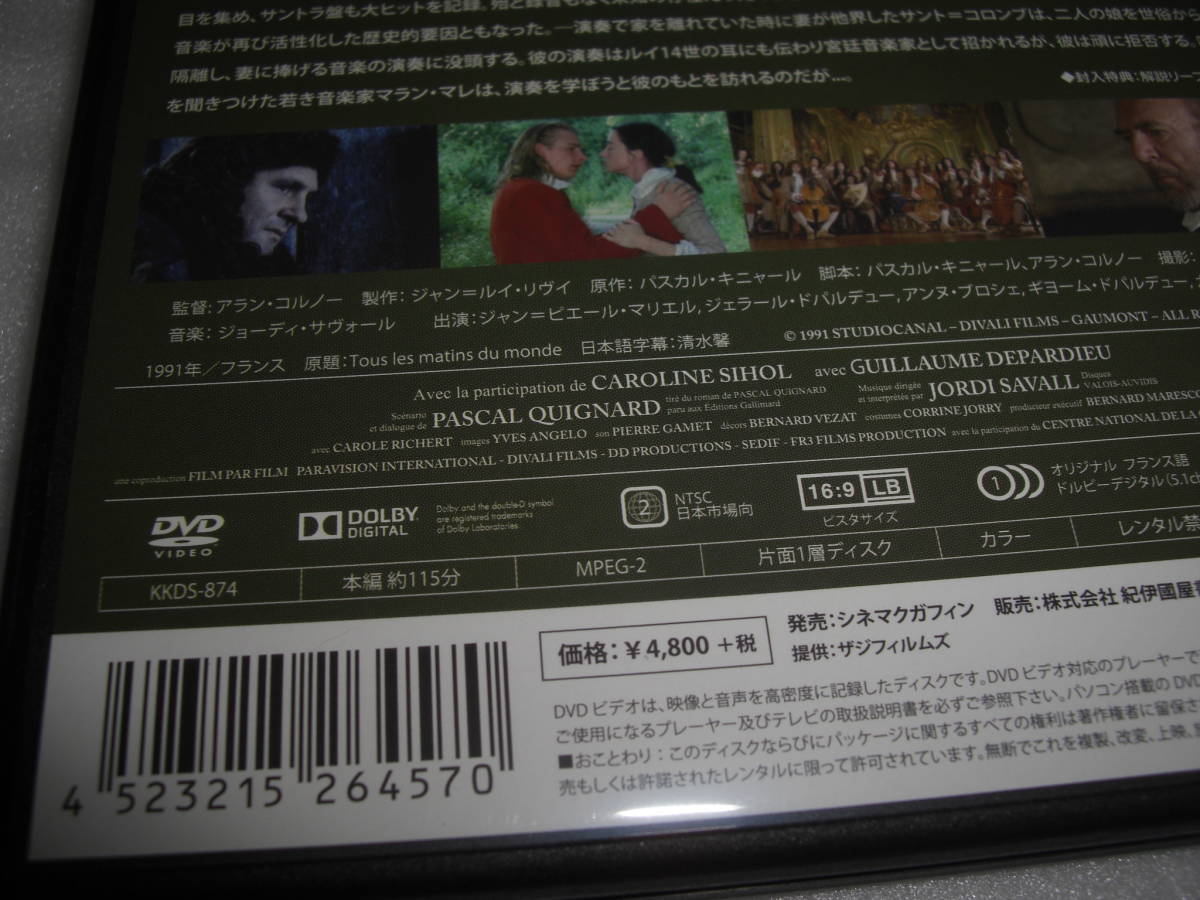 目を集め、サントラ盤も大ヒットを記録。殆ど録音もなく未知の存在に
音楽が再び活性化した歴史的要因ともなった。―演奏で家を離れていた時に妻が他界したサント＝コロンブは、二人の娘を世俗から
隔離し、妻に捧げる音楽の演奏に没頭する。彼の演奏はルイ14世の耳にも伝わり宮廷音楽家として招かれるが、彼は頑に拒否する。
を聞きつけた若き音楽家マラン・マレは、演奏を学ぼうと彼のもとを訪れるのだが…。
◆封入特典：解説リー
監督：アラン・コルノー 製作：ジャン＝ルイ・リヴィ 原作：パスカル・キニャール 脚本：パスカル・キニャール、アラン・コルノー 撮影：
音楽：ジョーディ・サヴォール 出演：ジャン＝ピエール・マリエル, ジェラール・ドパルデュー, アンヌ・ブロシェ, ギヨーム・ドパルデュー,
1991年／フランス 原題：Tous les matins du monde 日本語字幕：清水馨 © 1991 STUDIOCANAL – DIVALI FILMS – GAUMONT – ALL R
Avec la participation de CAROLINE SIHOL avec GUILLAUME DEPARDIEU
Scénario et dialogue de PASCAL QUIGNARD tiré du roman de PASCAL QUIGNARD paru aux Editions Gallimard Musique dirigée et interprétée par JORDI SAVALL Disques VALOIS-AUVIDIS
avec CAROLE RICHERT images YVES ANGELO son PIERRE GAMET décors BERNARD VEZAT costumes CORRINE JORRY producteur exécutif BERNARD MARESCO
une coproduction FILM PAR FILM PARAVISION INTERNATIONAL - DIVALI FILMS - DD PRODUCTIONS - SEDIF - FR3 FILMS PRODUCTION avec la participation du CENTRE NATIONAL DE LA
DVD VIDEO
DOLBY DIGITAL
Dolby and the double-D symbol
are registered trademarks
of Dolby Laboratories
2 NTSC
日本市場向
16:9 LB
ビスタサイズ
1 オリジナル フランス語
ドルビーデジタル（5.1ch
KKDS-874 本編 約115分 MPEG-2 片面1層ディスク カラー レンタル禁
価格：￥4,800 +税
発売：シネマクガフィン 販売：株式会社 紀伊國屋書
提供：ザジフィルムズ
DVDビデオは、映像と音声を高密度に記録したディスクです。DVDビデオ対応のプレーヤーで
ご使用になるプレーヤー及びテレビの取扱説明書を必ずご参照下さい。パソコン搭載のDVD
■おことわり：このディスクならびにパッケージに関するすべての権利は著作権者に留保さ
売もしくは許諾されたレンタルに限って許可されています。無断でこれを複製、改変、上映、
4 523215 264570